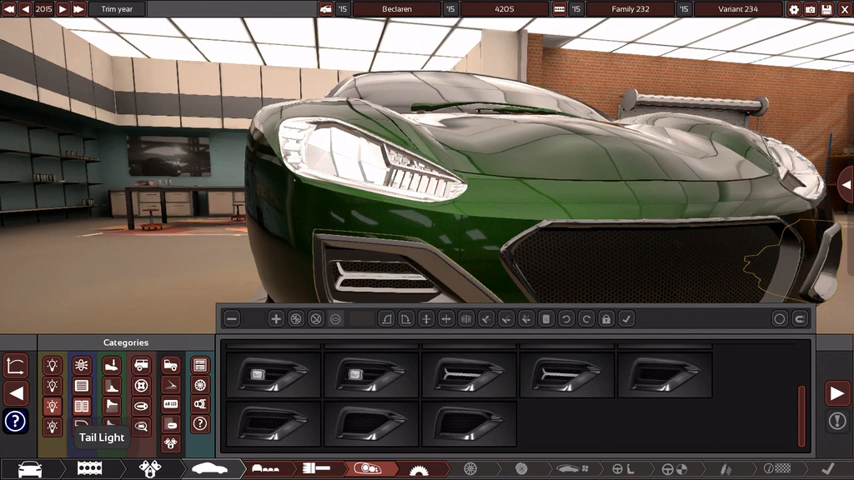 2015 Trim year '15 Beclaren '15 4205 '15 Family 232 '15 Variant 234
Categories
Tail Light